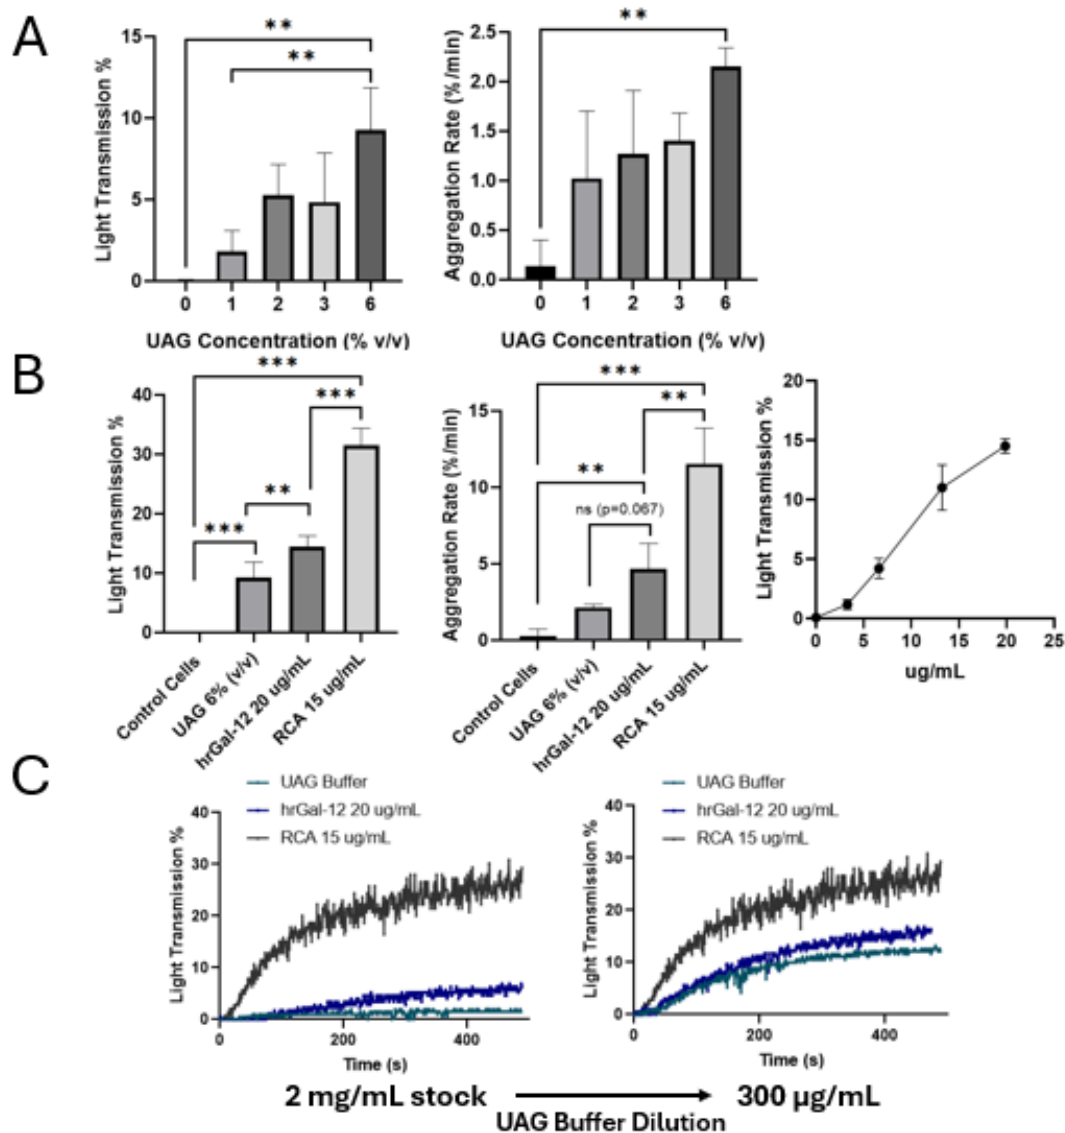 A
**
**
Light Transmission %
15
10
5
0
0 1 2 3 6
UAG Concentration (% v/v)
**
Aggregation Rate (%/min)
2.5
2.0
1.5
1.0
0.5
0.0
0 1 2 3 6
UAG Concentration (% v/v)
B
***
***
**
***
Light Transmission %
40
30
20
10
0
Control Cells
UAG 6% (v/v)
hrGal-12 20 ug/mL
RCA 15 ug/mL
***
**
**
ns (p=0.067)
Aggregation Rate (%/min)
15
10
5
0
Control Cells
UAG 6% (v/v)
hrGal-12 20 ug/mL
RCA 15 ug/mL
Light Transmission %
20
15
10
5
0
0 5 10 15 20 25
ug/mL
C
UAG Buffer
hrGal-12 20 ug/mL
RCA 15 ug/mL
Light Transmission %
40
30
20
10
0
0 200 400
Time (s)
UAG Buffer
hrGal-12 20 ug/mL
RCA 15 ug/mL
Light Transmission %
40
30
20
10
0
0 200 400
Time (s)
2 mg/mL stock
300 µg/mL
UAG Buffer Dilution